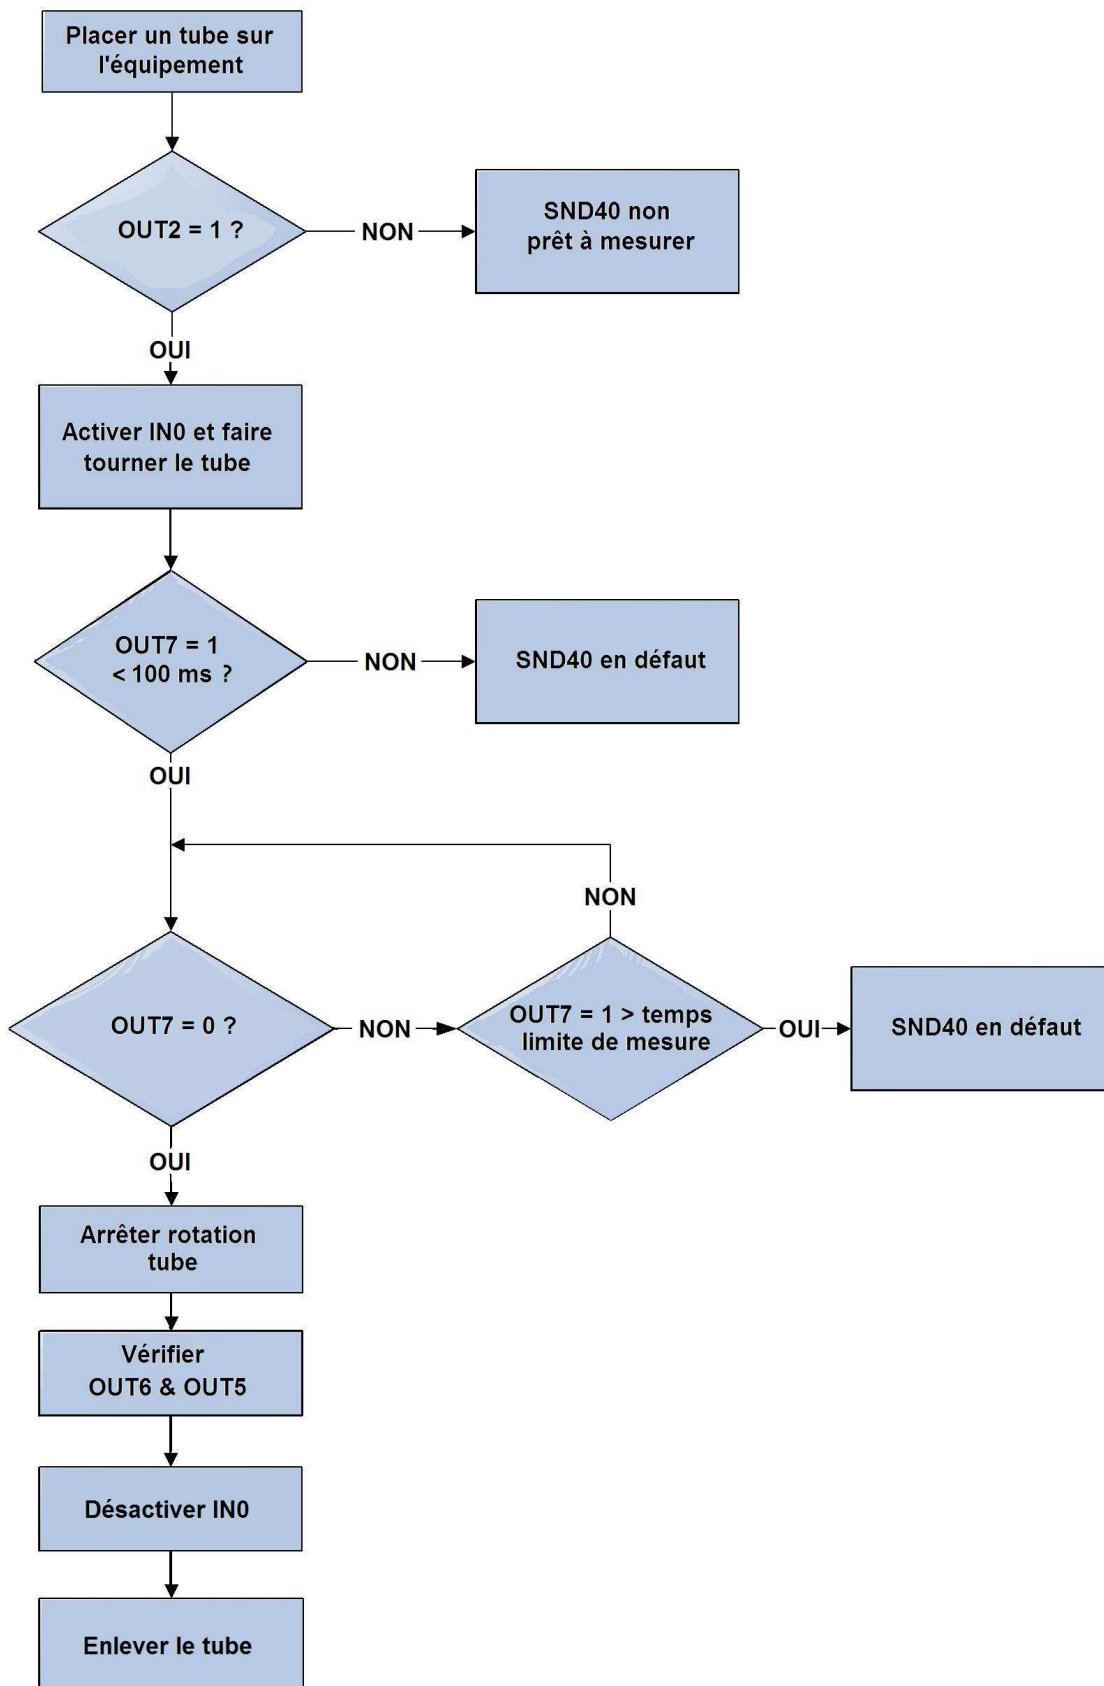 Placer un tube sur
l'équipement
OUT2 = 1 ?
NON
SND40 non
prêt à mesurer
OUI
Activer IN0 et faire
tourner le tube
OUT7 = 1
< 100 ms ?
NON
SND40 en défaut
OUI
NON
OUT7 = 0 ?
NON
OUT7 = 1 > temps
limite de mesure
OUI
SND40 en défaut
OUI
Arrêter rotation
tube
Vérifier
OUT6 & OUT5
Désactiver IN0
Enlever le tube